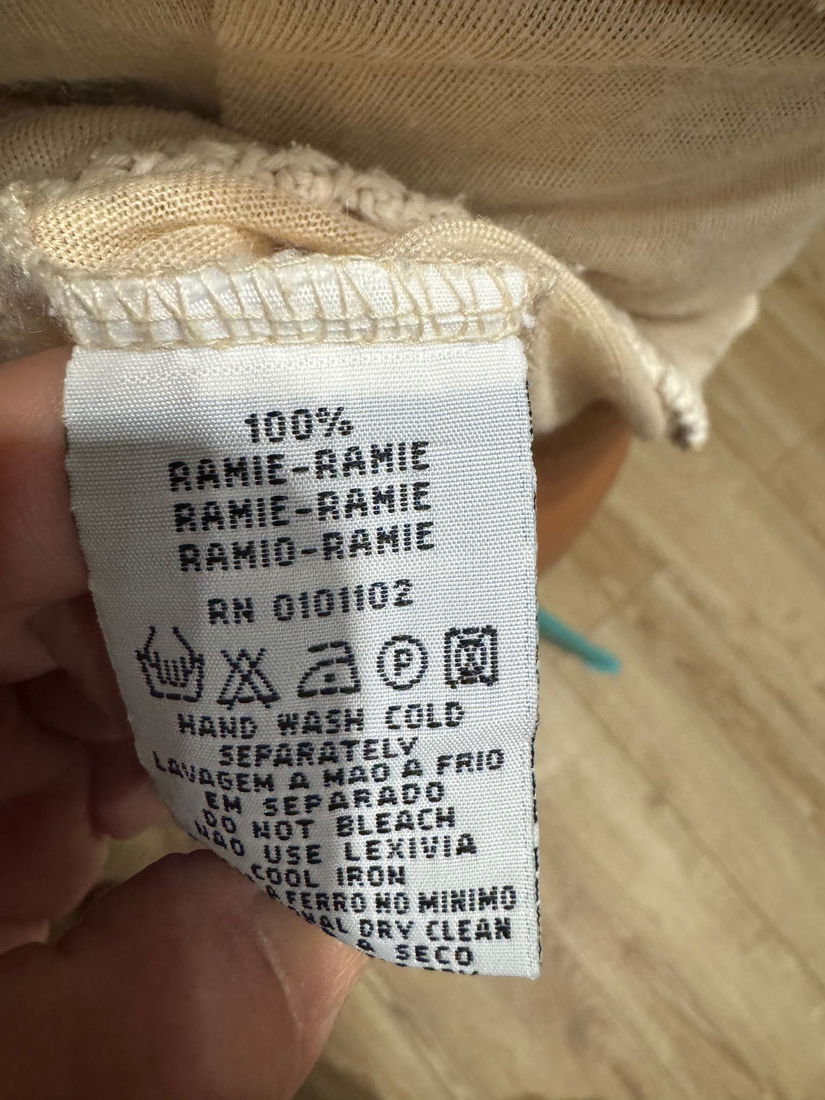 100%
RAMIE-RAMIE
RAMIE-RAMIE
RAMIO-RAMIE
RN 0101102
P
HAND WASH COLD
SEPARATELY
LAVAGEM A MAO A FRIO
EM SEPARADO
DO NOT BLEACH
NAO USE LEXIVIA
COOL IRON
FERRO NO MINIMO
DRY CLEAN
A SECO